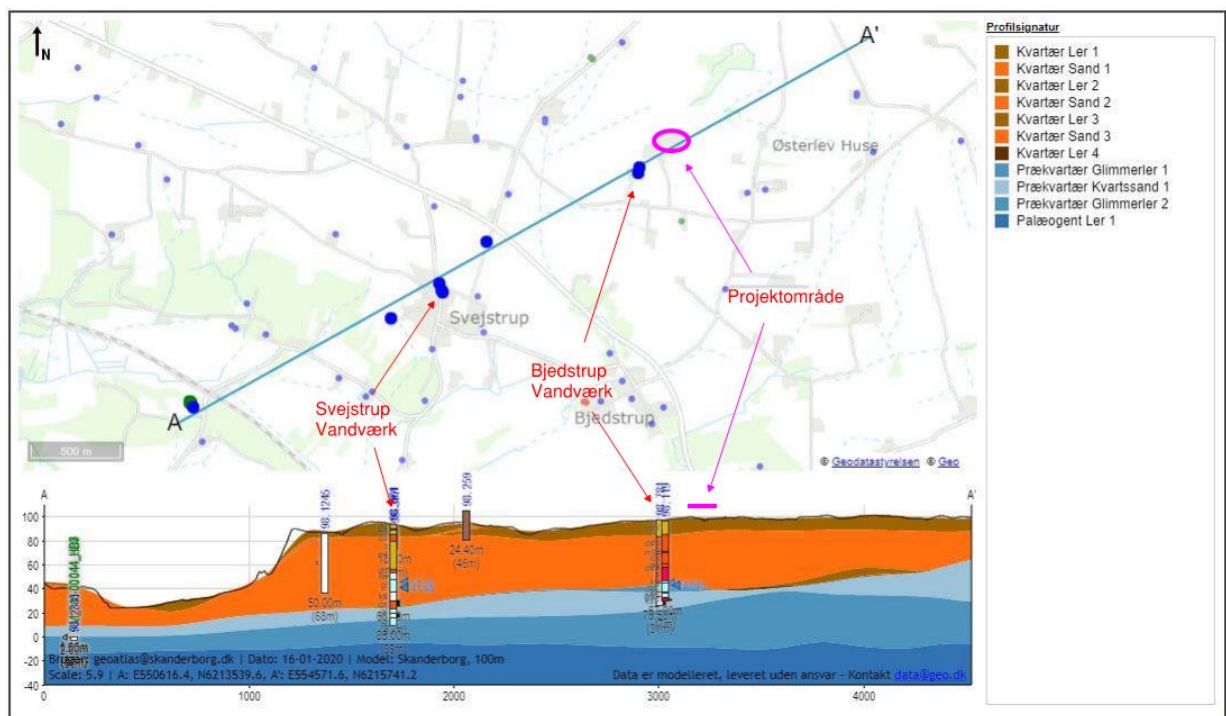 N
A'
Østerlev Huse
Projektområde
Svejstrup
Bjedstrup
Vandværk
Svejstrup
Vandværk
Bjedstrup
A
500 m
© Geodatastyrelsen © Geo
Profilsignatur
Kvartær Ler 1
Kvartær Sand 1
Kvartær Ler 2
Kvartær Sand 2
Kvartær Ler 3
Kvartær Sand 3
Kvartær Ler 4
Prækvartær Glimmerler 1
Prækvartær Kvartssand 1
Prækvartær Glimmerler 2
Palæogent Ler 1
A
A'
98.1245
98.259
100
80
60
40
20
0
-20
-40
24.40m
(46m)
50.00m
(68m)
1000
2000
3000
4000
Bruger: geoatlas@skanderborg.dk | Dato: 16-01-2020 | Model: Skanderborg, 100m
Scale: 5.9 | A: E550616.4, N6213539.6, A': E554571.6, N6215741.2
Data er modelleret, leveret uden ansvar - Kontakt data@geo.dk